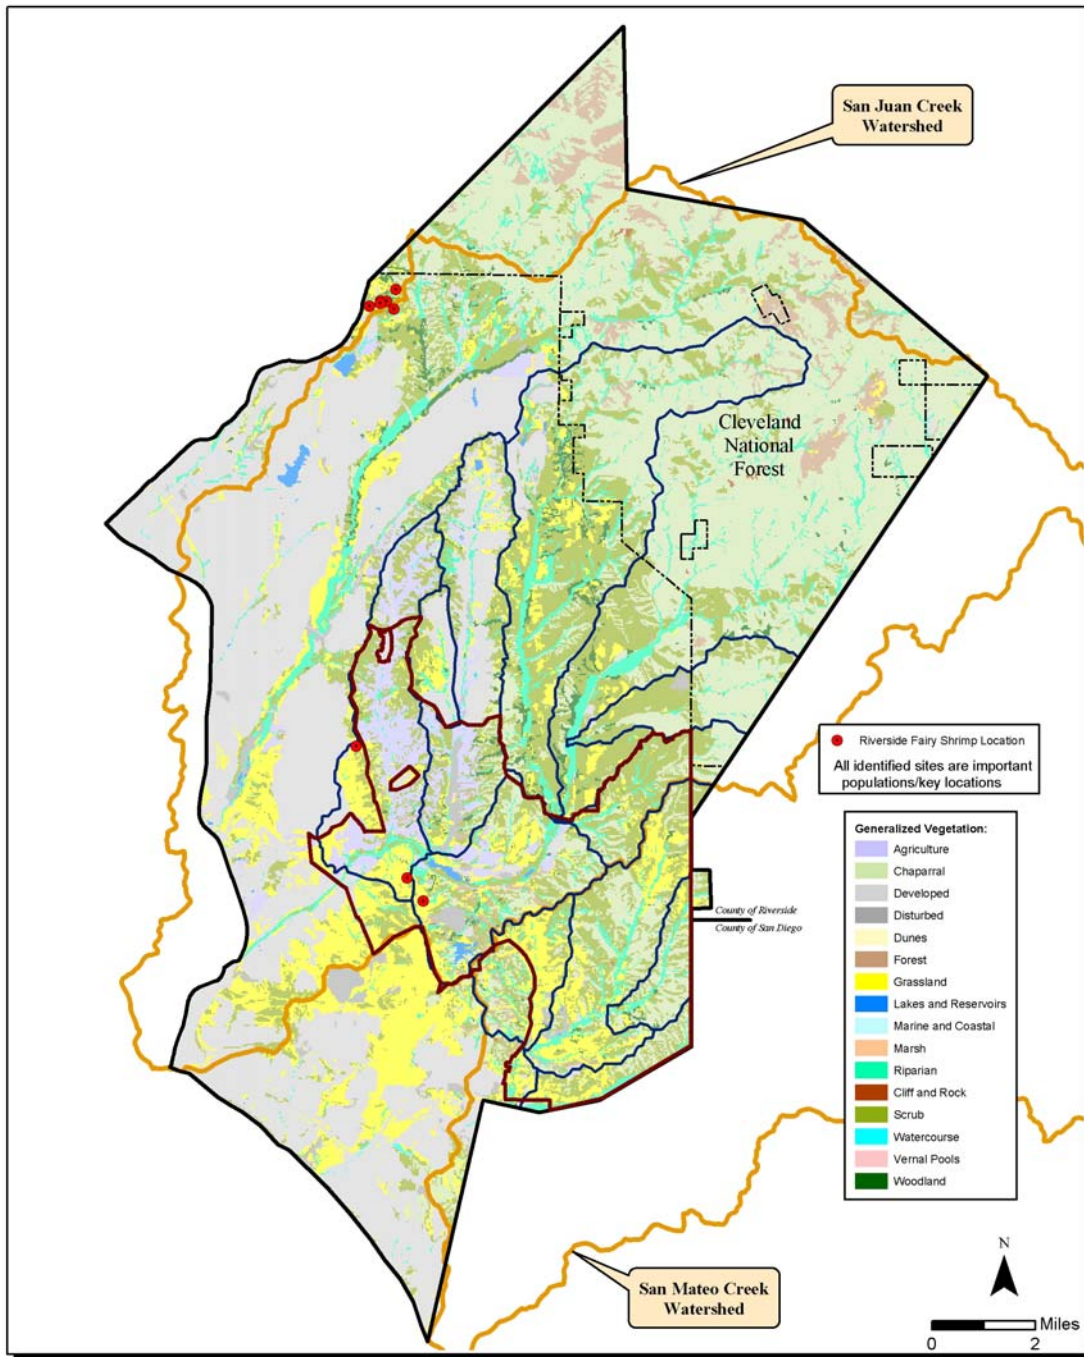 San Juan Creek
Watershed
Cleveland
National
Forest
Riverside Fairy Shrimp Location
All identified sites are important
populations/key locations
Generalized Vegetation:
Agriculture
Chaparral
Developed
Disturbed
Dunes
Forest
Grassland
Lakes and Reservoirs
Marine and Coastal
Marsh
Riparian
Cliff and Rock
Scrub
Watercourse
Vernal Pools
Woodland
County of Riverside
County of San Diego
San Mateo Creek
Watershed
N
Miles
0 2